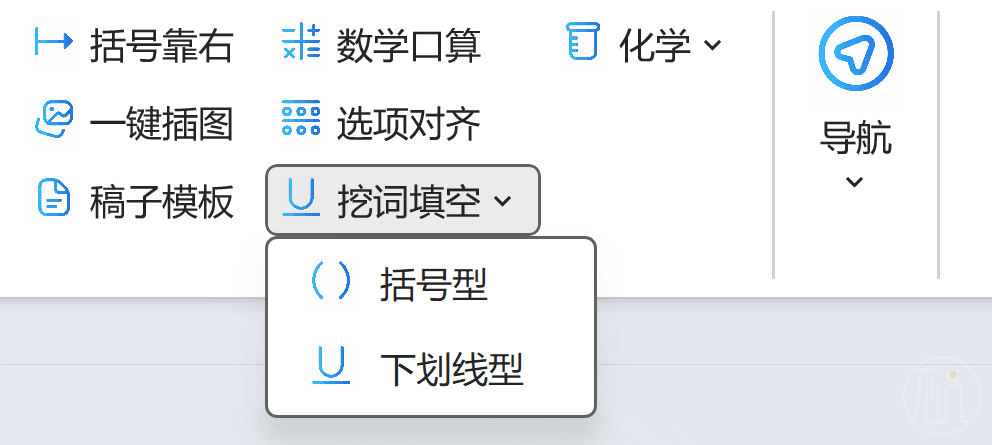 括号靠右 数学口算 化学
导航
一键插图 选项对齐
稿子模板 挖词填空
括号型
下划线型